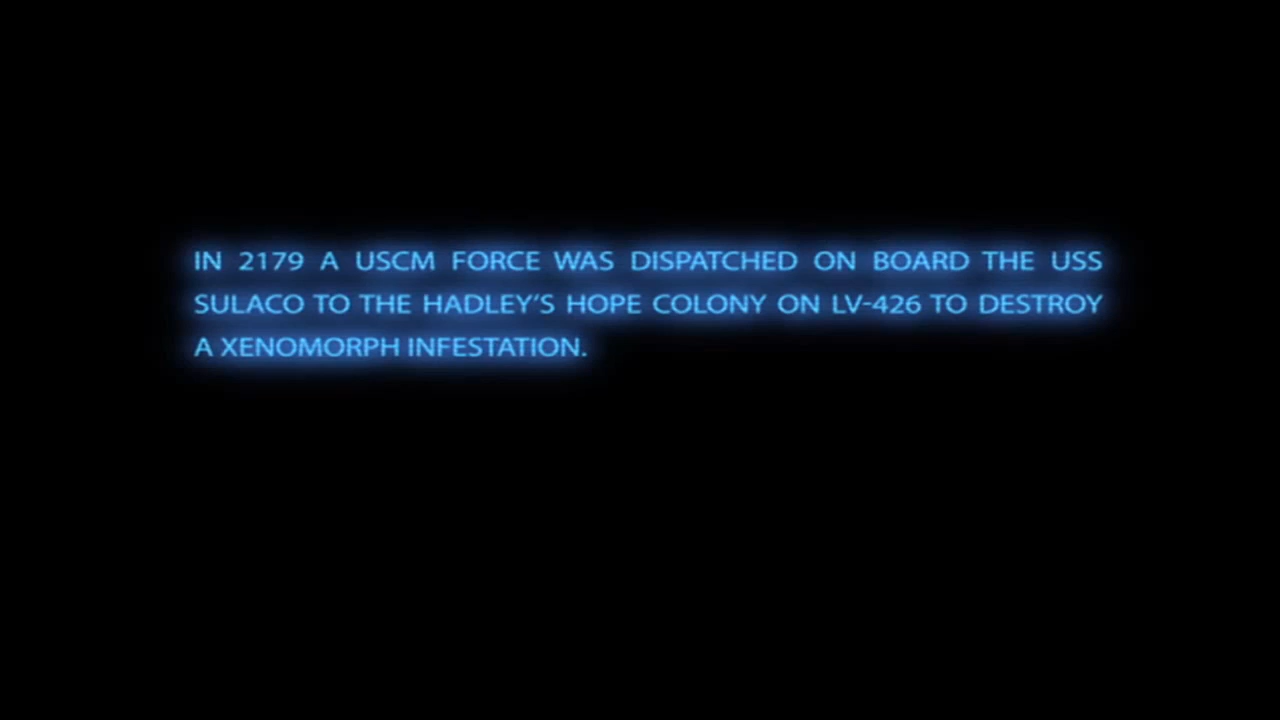 IN 2179 A USCM FORCE WAS DISPATCHED ON BOARD THE USS
SULACO TO THE HADLEY'S HOPE COLONY ON LV-426 TO DESTROY
A XENOMORPH INFESTATION.